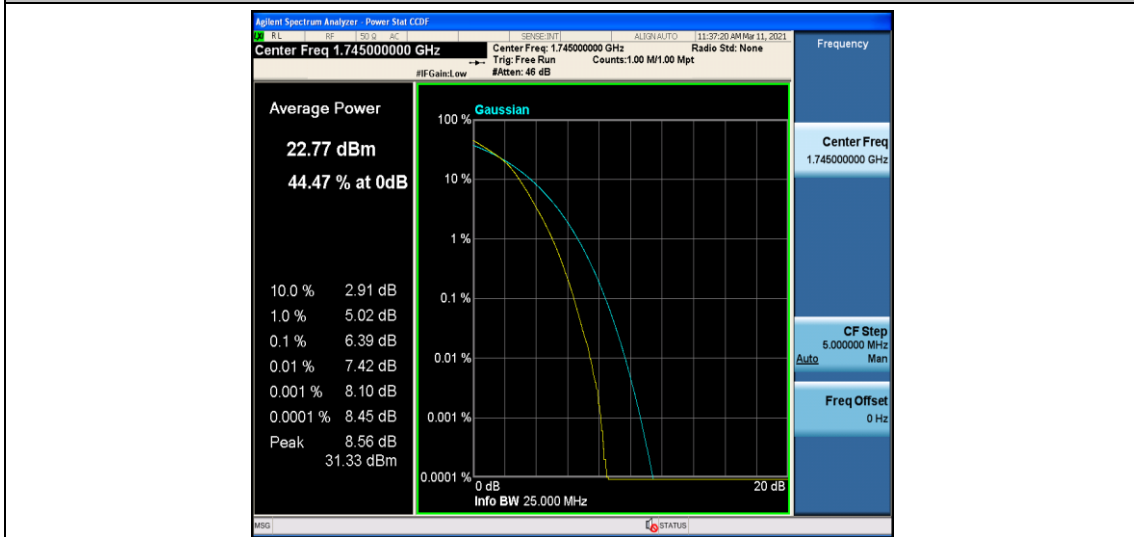 Agilent Spectrum Analyzer - Power Stat CCDF
RL RF 50 Ω AC SENSE:INT ALIGN AUTO 11:37:20 AM Mar 11, 2021
Center Freq 1.745000000 GHz
Center Freq: 1.745000000 GHz Radio Std: None
Trig: Free Run Counts:1.00 M/1.00 Mpt
#IFGain:Low #Atten: 46 dB
Frequency
Average Power
22.77 dBm
44.47 % at 0dB
10.0 % 2.91 dB
1.0 % 5.02 dB
0.1 % 6.39 dB
0.01 % 7.42 dB
0.001 % 8.10 dB
0.0001 % 8.45 dB
Peak 8.56 dB
31.33 dBm
Gaussian
100 %
10 %
1 %
0.1 %
0.01 %
0.001 %
0.0001 %
0 dB 20 dB
Info BW 25.000 MHz
Center Freq
1.745000000 GHz
CF Step
5.000000 MHz
Auto Man
Freq Offset
0 Hz
MSG STATUS